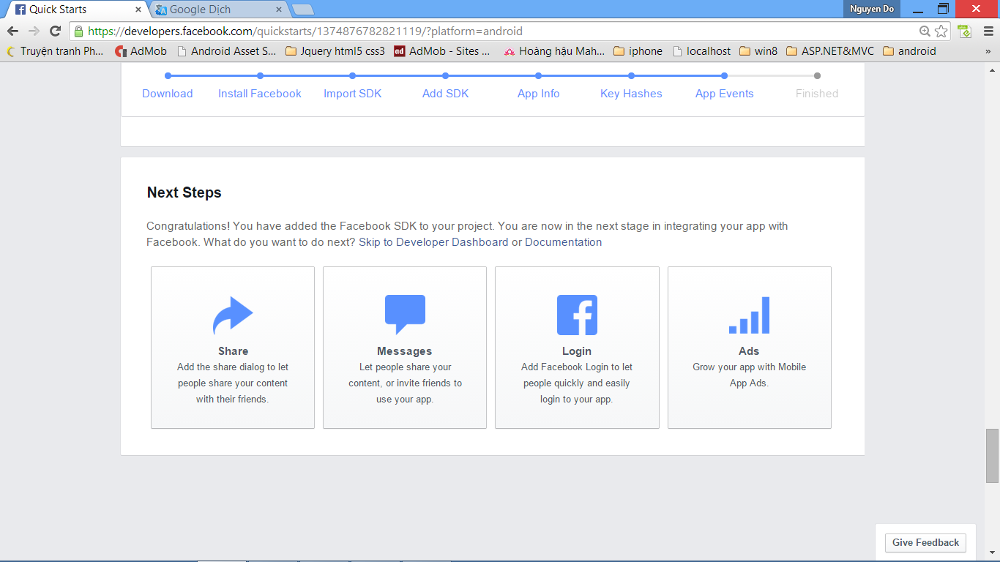 Quick Starts
Google Dịch
Nguyen Do
https://developers.facebook.com/quickstarts/1374876782821119/?platform=android
Truyện tranh Ph... AdMob Android Asset S... Jquery html5 css3 AdMob - Sites ... Hoàng hậu Mah... iphone localhost win8 ASP.NET&MVC android »
Download Install Facebook Import SDK Add SDK App Info Key Hashes App Events Finished
Next Steps
Congratulations! You have added the Facebook SDK to your project. You are now in the next stage in integrating your app with
Facebook. What do you want to do next? Skip to Developer Dashboard or Documentation
Share
Add the share dialog to let
people share your content
with their friends.
Messages
Let people share your
content, or invite friends to
use your app.
Login
Add Facebook Login to let
people quickly and easily
login to your app.
Ads
Grow your app with Mobile
App Ads.
Give Feedback